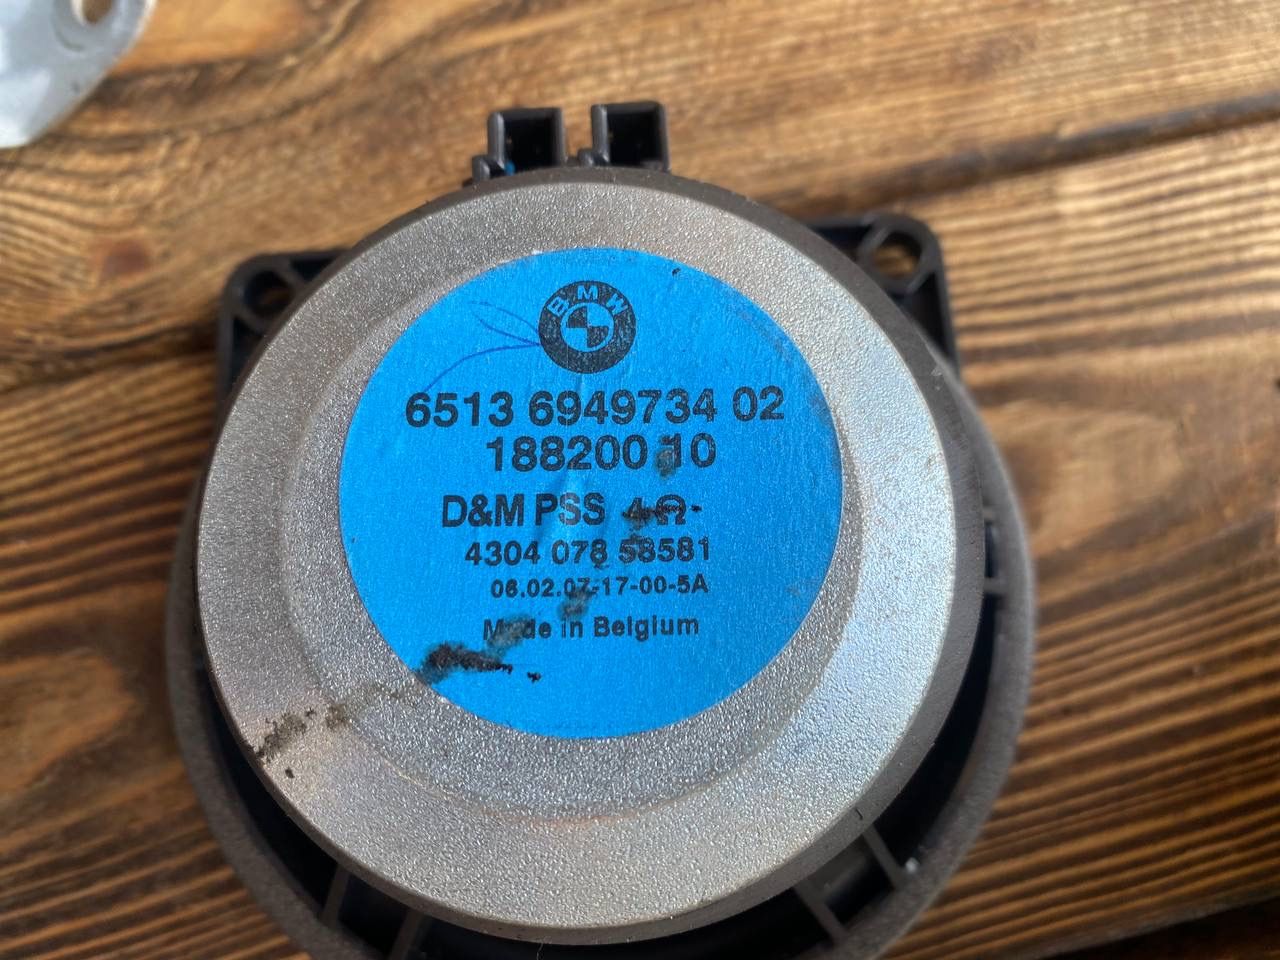 BMW
6513 6949734 02
188200 10
D&M PSS 4Ω
4304 078 58581
06.02.07-17-00-5A
Made in Belgium